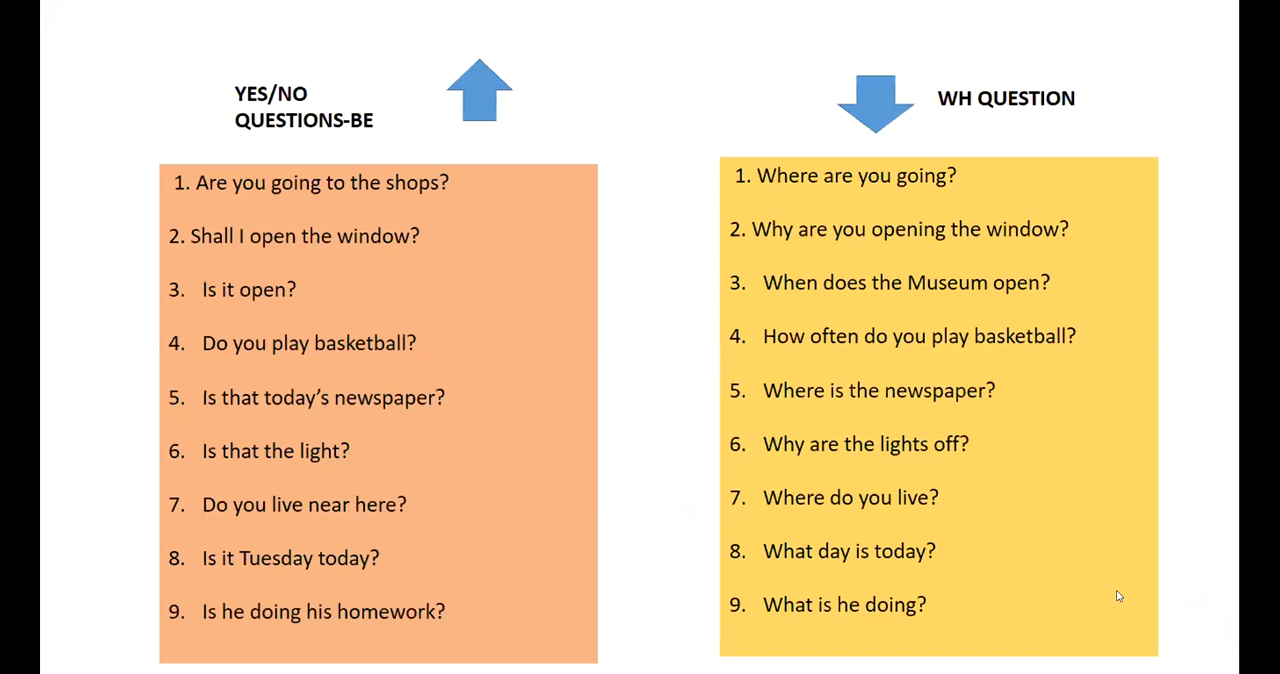 YES/NO
QUESTIONS-BE
1. Are you going to the shops?
2. Shall I open the window?
3. Is it open?
4. Do you play basketball?
5. Is that today’s newspaper?
6. Is that the light?
7. Do you live near here?
8. Is it Tuesday today?
9. Is he doing his homework?
WH QUESTION
1. Where are you going?
2. Why are you opening the window?
3. When does the Museum open?
4. How often do you play basketball?
5. Where is the newspaper?
6. Why are the lights off?
7. Where do you live?
8. What day is today?
9. What is he doing?